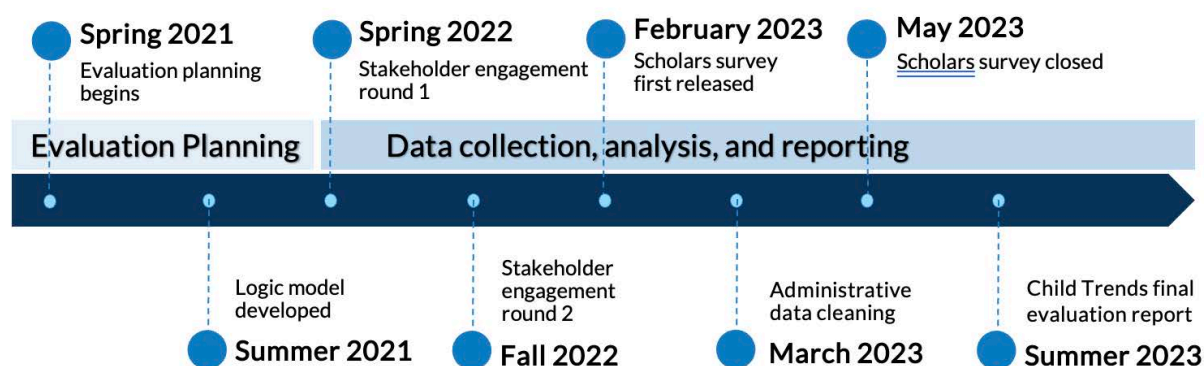 Spring 2021
Evaluation planning
begins
Spring 2022
Stakeholder engagement
round 1
February 2023
Scholars survey
first released
May 2023
Scholars survey closed
Evaluation Planning
Data collection, analysis, and reporting
Logic model
developed
Summer 2021
Stakeholder
engagement
round 2
Fall 2022
Administrative
data cleaning
March 2023
Child Trends final
evaluation report
Summer 2023